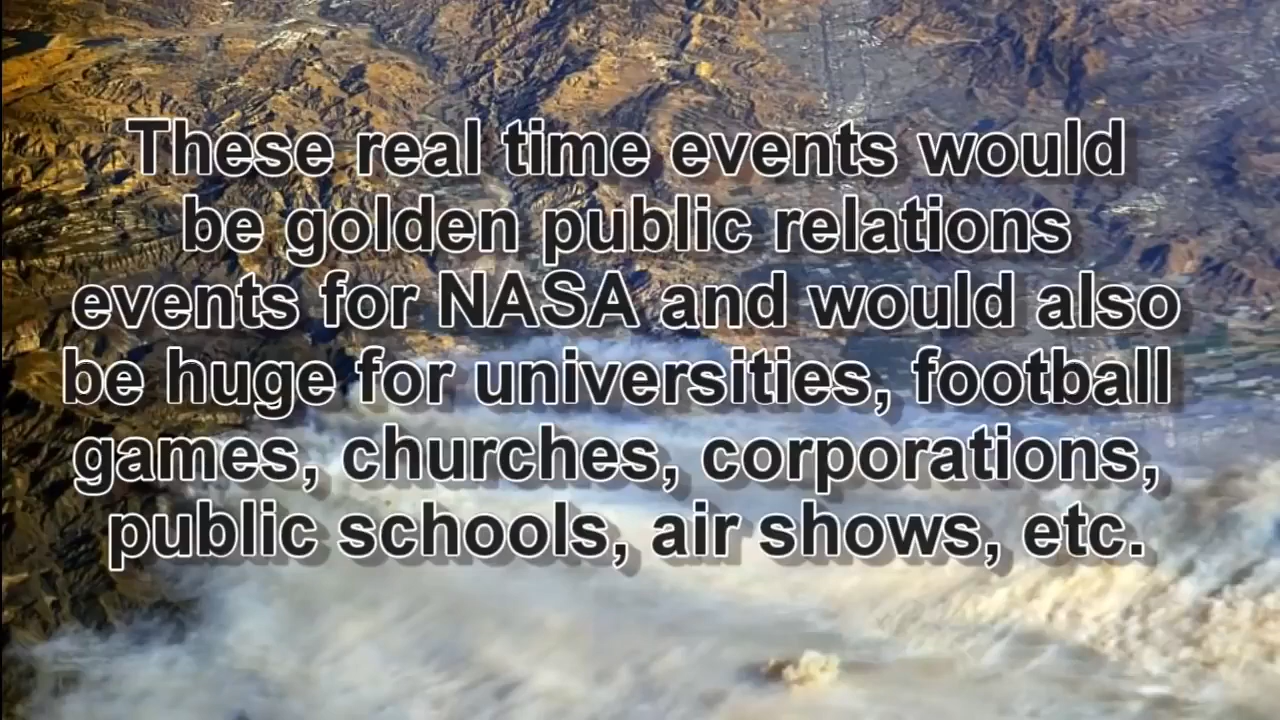 These real time events would
be golden public relations
events for NASA and would also
be huge for universities, football
games, churches, corporations,
public schools, air shows, etc.